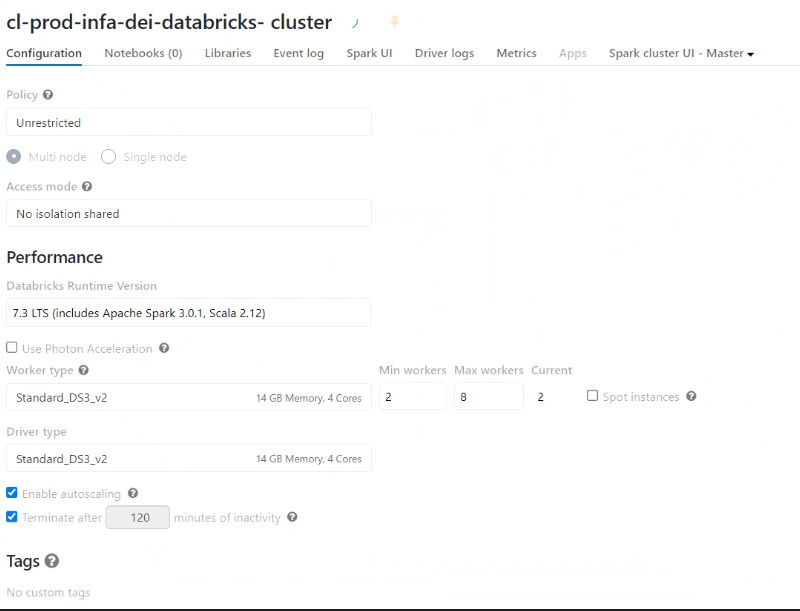 cl-prod-infa-dei-databricks- cluster
Configuration Notebooks (0) Libraries Event log Spark UI Driver logs Metrics Apps Spark cluster UI - Master
Policy
Unrestricted
Multi node Single node
Access mode
No isolation shared
Performance
Databricks Runtime Version
7.3 LTS (includes Apache Spark 3.0.1, Scala 2.12)
Use Photon Acceleration
Worker type Min workers Max workers Current
Standard_DS3_v2 14 GB Memory, 4 Cores 2 8 2 Spot instances
Driver type
Standard_DS3_v2 14 GB Memory, 4 Cores
Enable autoscaling
Terminate after 120 minutes of inactivity
Tags
No custom tags